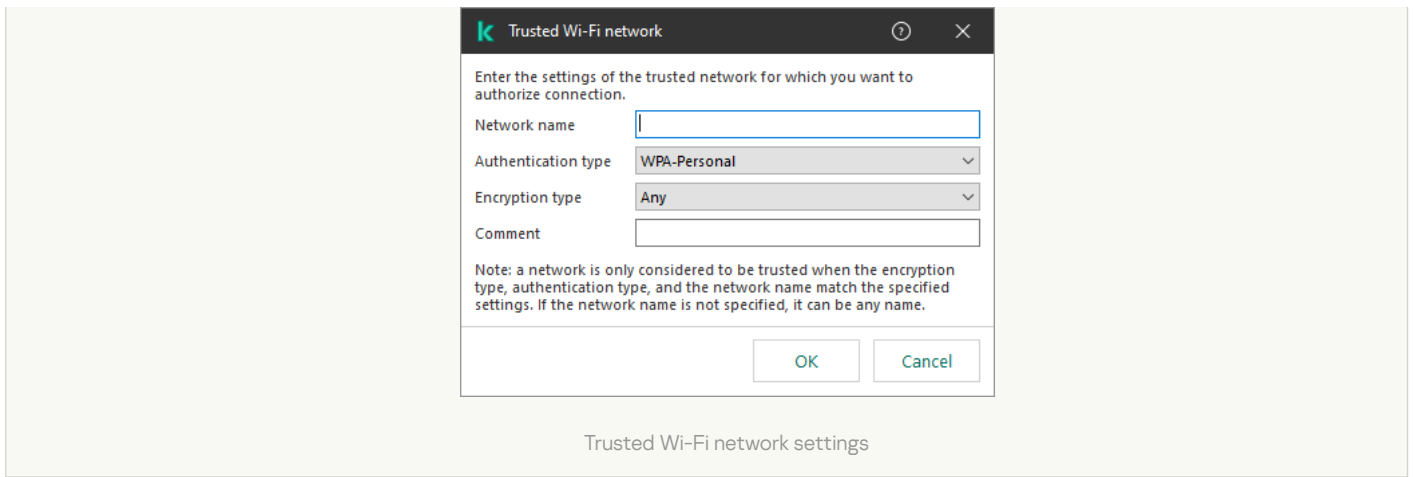 Trusted Wi-Fi network
Enter the settings of the trusted network for which you want to
authorize connection.
Network name
Authentication type WPA-Personal
Encryption type Any
Comment
Note: a network is only considered to be trusted when the encryption
type, authentication type, and the network name match the specified
settings. If the network name is not specified, it can be any name.
OK Cancel
Trusted Wi-Fi network settings